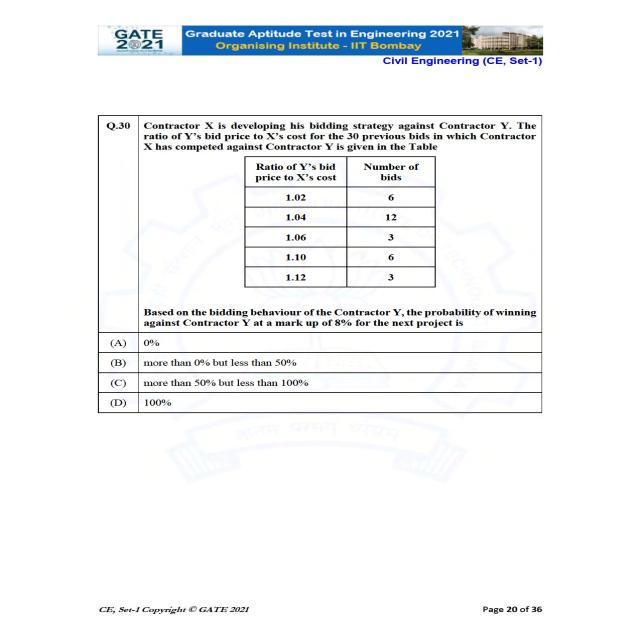 GATE
2021
Graduate Aptitude Test in Engineering 2021
Organising Institute - IIT Bombay
Civil Engineering (CE, Set-1)
Q.30 Contractor X is developing his bidding strategy against Contractor Y. The
ratio of Y's bid price to X's cost for the 30 previous bids in which Contractor
X has competed against Contractor Y is given in the Table
Ratio of Y's bid price to X's cost Number of bids
1.02 6
1.04 12
1.06 3
1.10 6
1.12 3
Based on the bidding behaviour of the Contractor Y, the probability of winning
against Contractor Y at a mark up of 8% for the next project is
(A) 0%
(B) more than 0% but less than 50%
(C) more than 50% but less than 100%
(D) 100%
CE, Set-1 Copyright © GATE 2021 Page 20 of 36